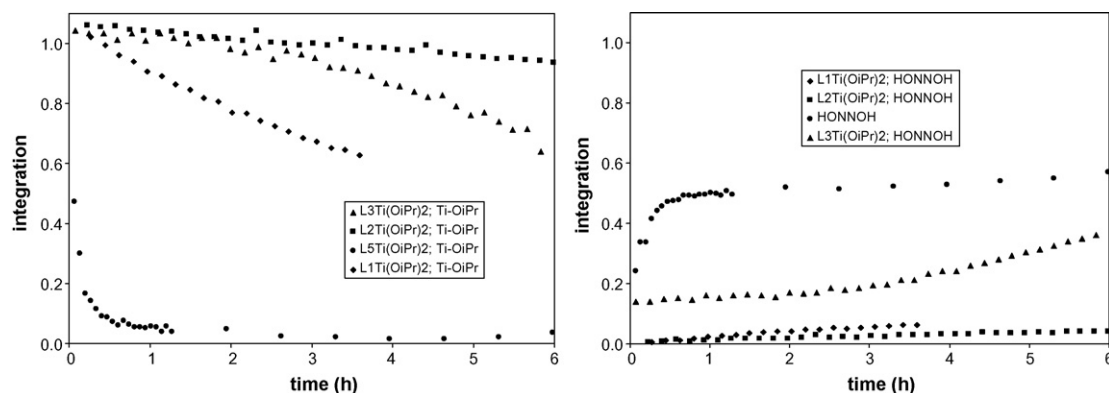 1.0
0.8
0.6
0.4
0.2
0.0
integration
L3Ti(OiPr)2; Ti-OiPr
L2Ti(OiPr)2; Ti-OiPr
L5Ti(OiPr)2; Ti-OiPr
L1Ti(OiPr)2; Ti-OiPr
0 1 2 3 4 5 6
time (h)
1.0
0.8
0.6
0.4
0.2
0.0
integration
L1Ti(OiPr)2; HONNOH
L2Ti(OiPr)2; HONNOH
HONNOH
L3Ti(OiPr)2; HONNOH
0 1 2 3 4 5 6
time (h)